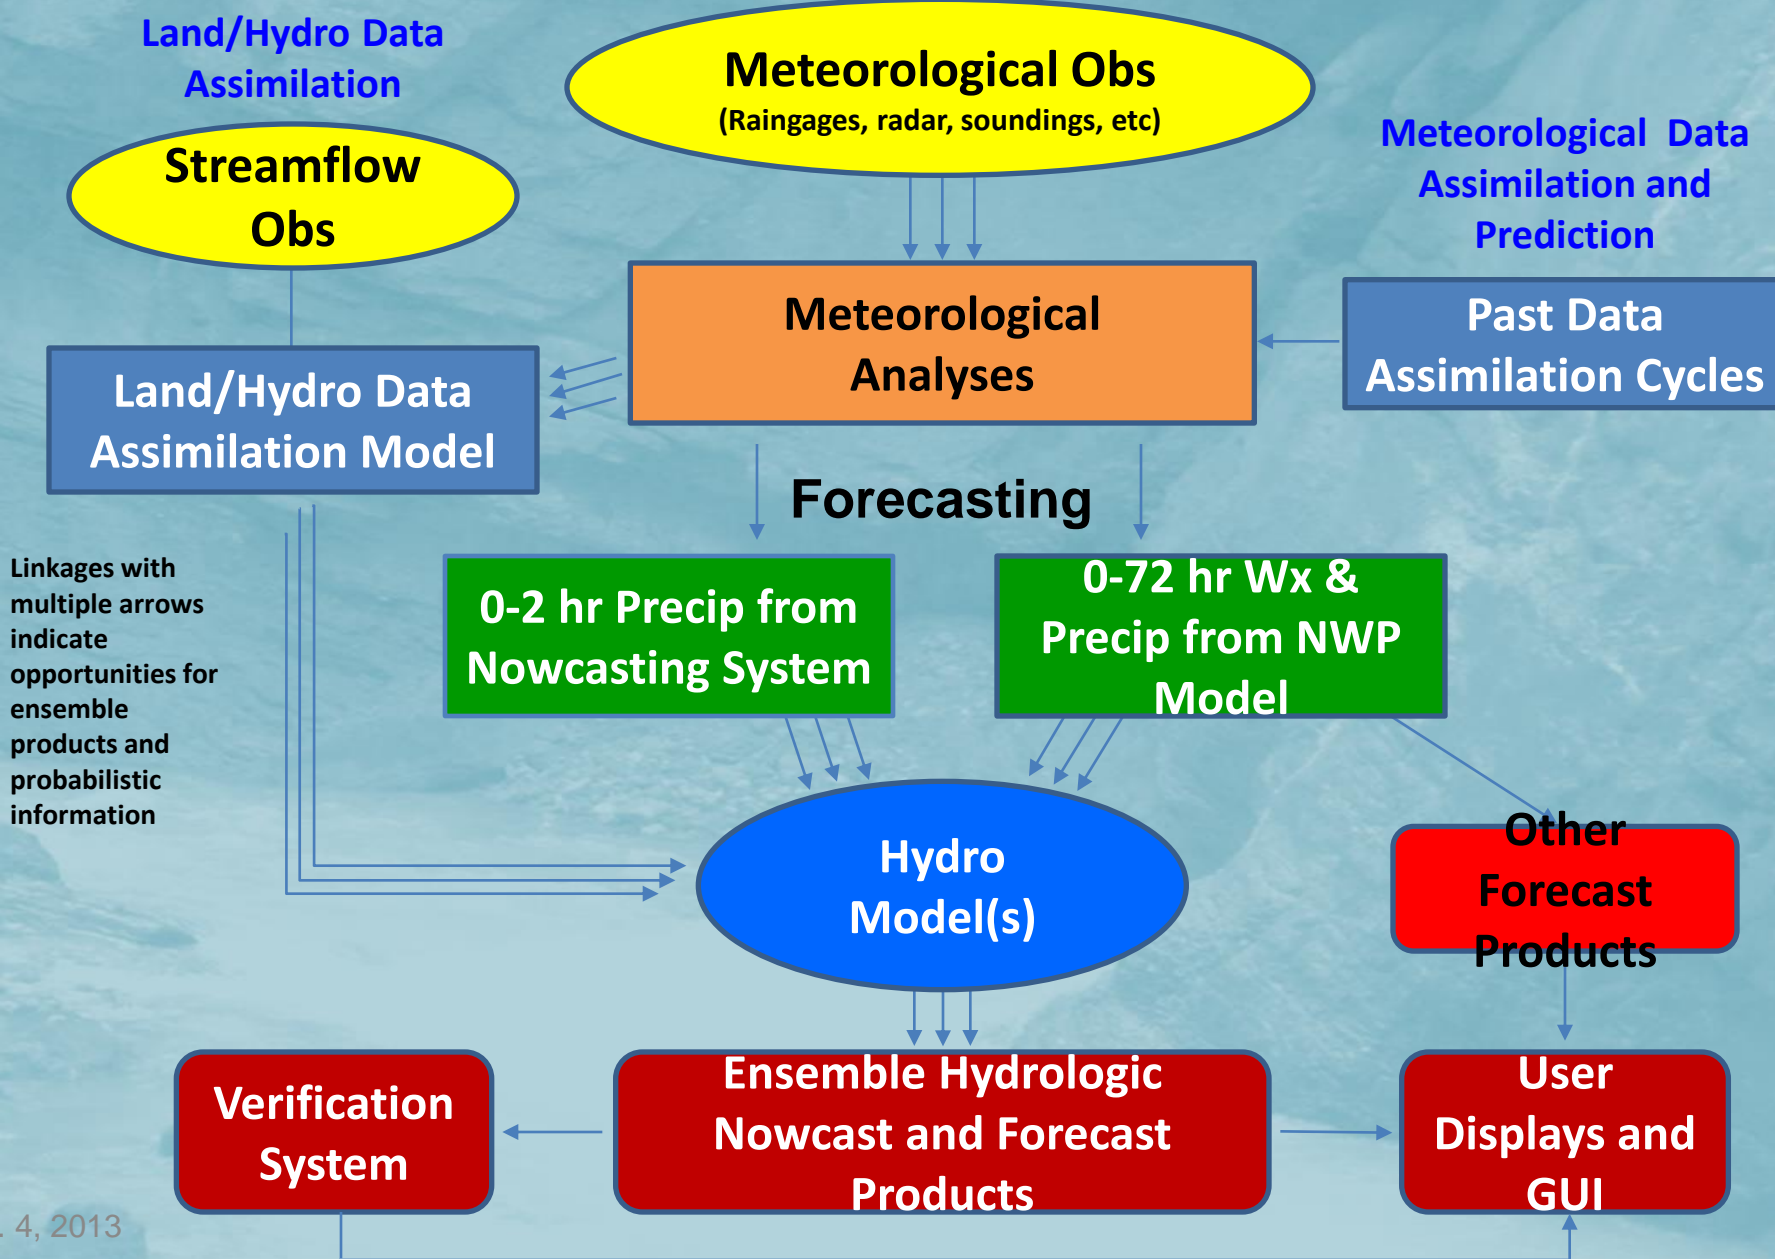 Land/Hydro Data
Assimilation
Meteorological Obs
(Raingages, radar, soundings, etc)
Meteorological Data
Assimilation and
Prediction
Streamflow
Obs
Meteorological
Analyses
Past Data
Assimilation Cycles
Land/Hydro Data
Assimilation Model
Forecasting
Linkages with
multiple arrows
indicate
opportunities for
ensemble
products and
probabilistic
information
0-2 hr Precip from
Nowcasting System
0-72 hr Wx &
Precip from NWP
Model
Hydro
Model(s)
Other
Forecast
Products
Verification
System
Ensemble Hydrologic
Nowcast and Forecast
Products
User
Displays and
GUI
. 4, 2013